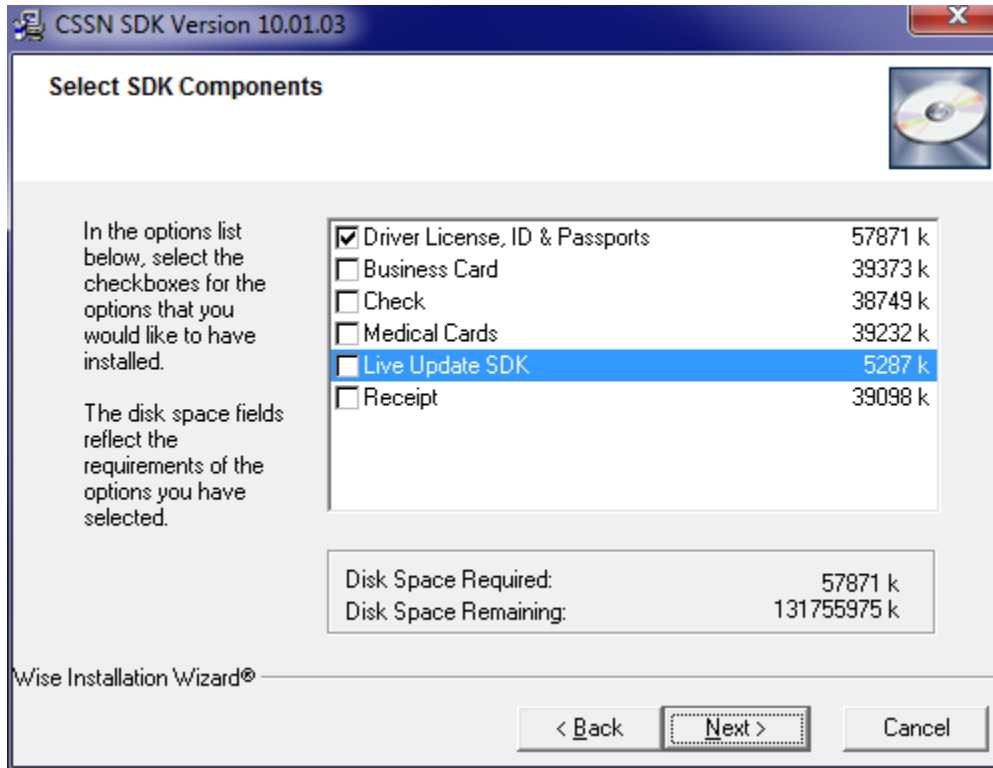 CSSN SDK Version 10.01.03
x
Select SDK Components
In the options list
below, select the
checkboxes for the
options that you
would like to have
installed.
The disk space fields
reflect the
requirements of the
options you have
selected.
Driver License, ID & Passports 57871 k
Business Card 39373 k
Check 38749 k
Medical Cards 39232 k
Live Update SDK 5287 k
Receipt 39098 k
Disk Space Required: 57871 k
Disk Space Remaining: 131755975 k
Wise Installation Wizard®
< Back
Next >
Cancel